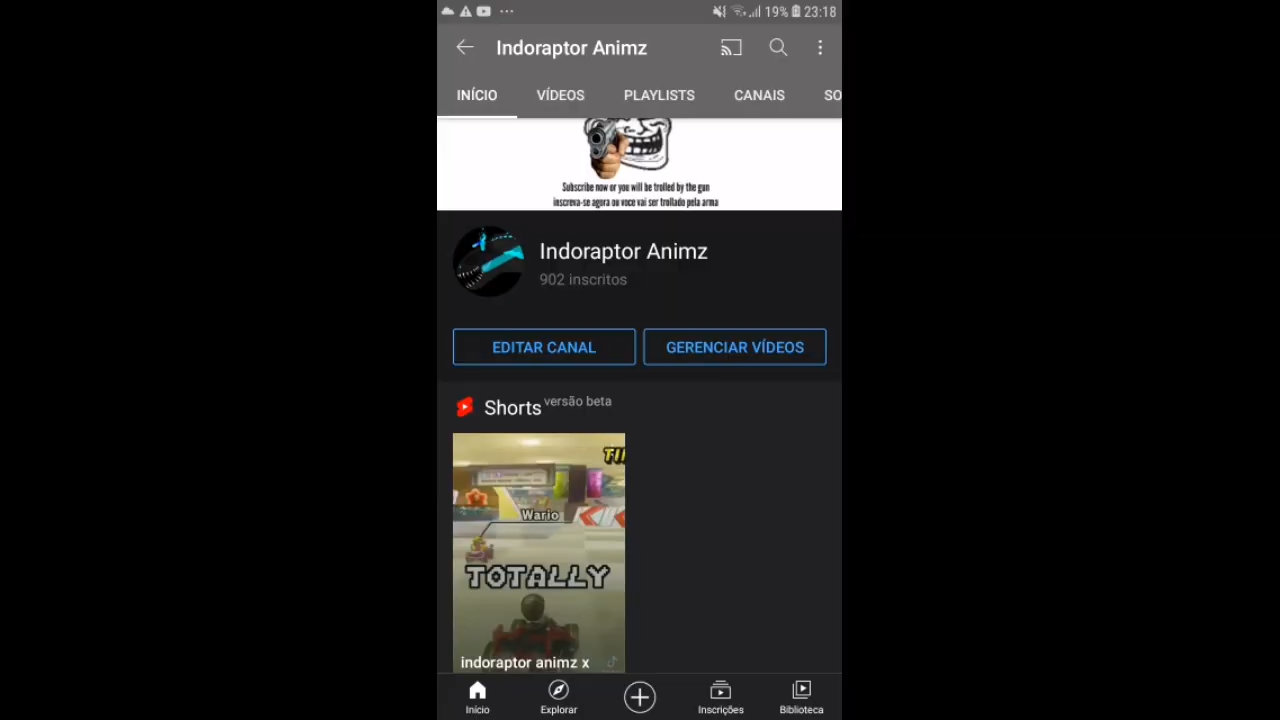 19% 23:18
Indoraptor Animz
INÍCIO VÍDEOS PLAYLISTS CANAIS SO
Subscribe now or you will be trolled by the gun
inscreva-se agora ou voce vai ser trollado pela arma
Indoraptor Animz
902 inscritos
EDITAR CANAL GERENCIAR VÍDEOS
Shorts versão beta
Wario
TOTALLY
indoraptor animz x
Início Explorar Inscrições Biblioteca